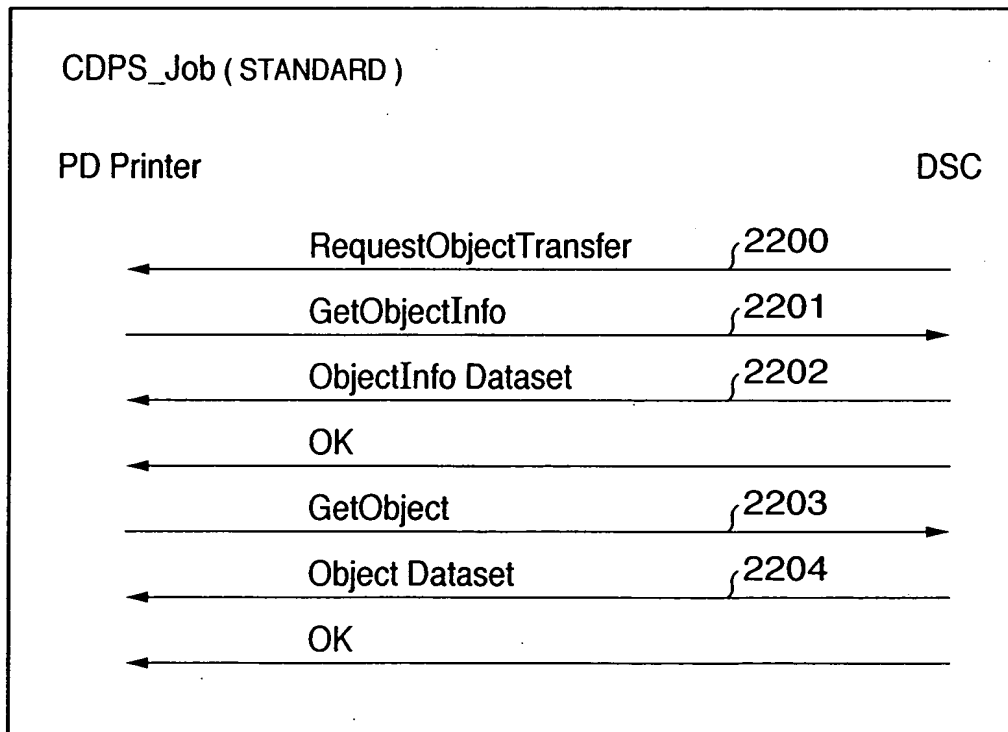 CDPS_Job ( STANDARD )
PD Printer DSC
RequestObjectTransfer 2200
GetObjectInfo 2201
ObjectInfo Dataset 2202
OK
GetObject 2203
Object Dataset 2204
OK